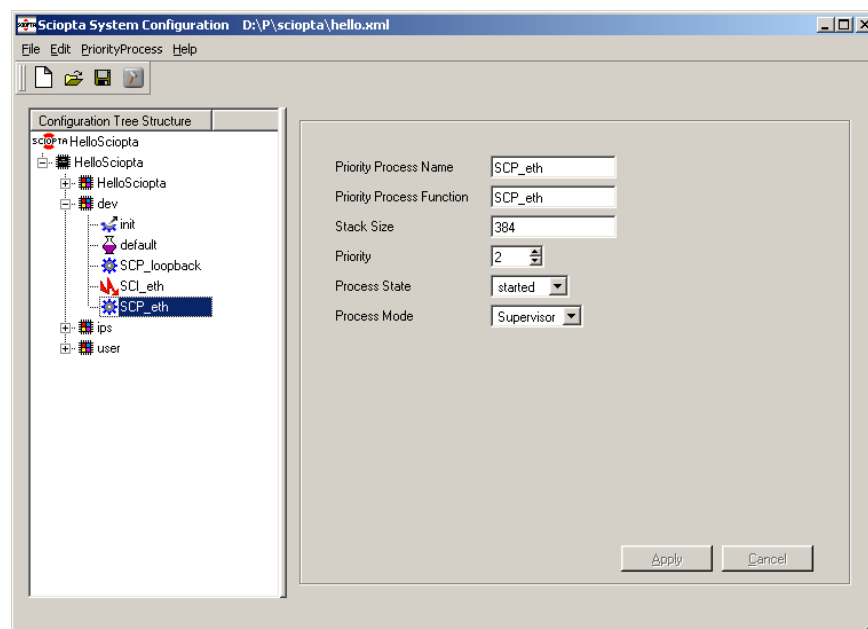 Sciopta System Configuration D:\P\sciopta\hello.xml
File Edit PriorityProcess Help
Configuration Tree Structure
SCIOPTA HelloSciopta
HelloSciopta
HelloSciopta
dev
init
default
SCP_loopback
SCI_eth
SCP_eth
ips
user
Priority Process Name SCP_eth
Priority Process Function SCP_eth
Stack Size 384
Priority 2
Process State started
Process Mode Supervisor
Apply Cancel